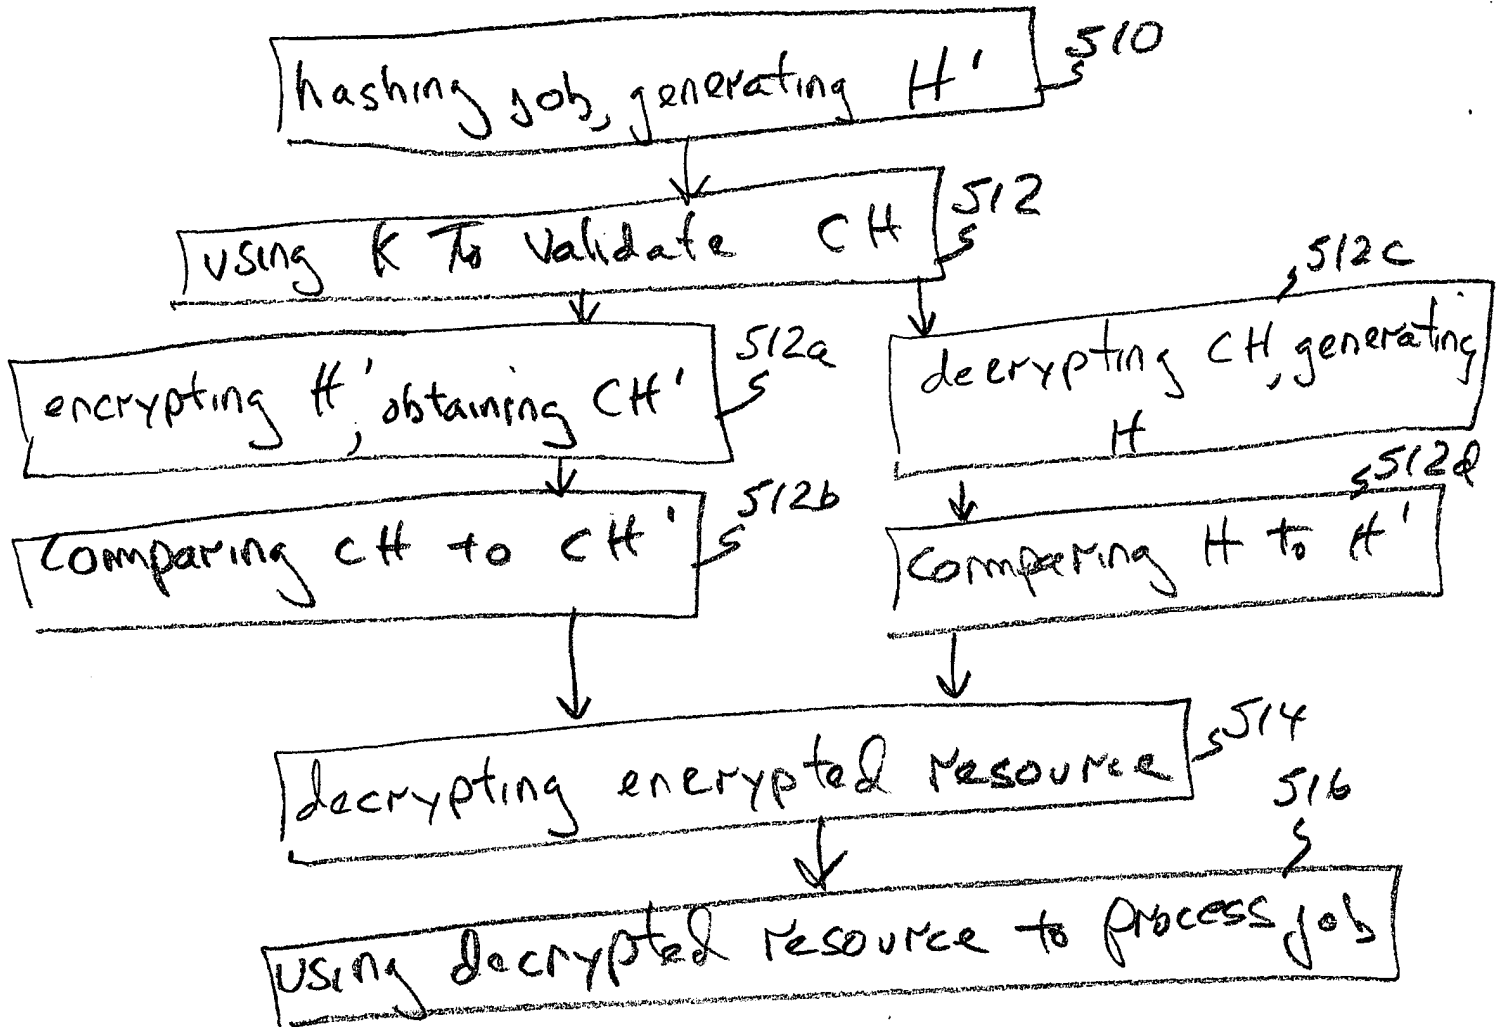 510
hashing job, generating H'
512
using K To Validate CH
512c
512a
decrypting CH, generating
H
encrypting H', obtaining CH'
512d
512b
comparing CH to CH'
comparing H to H'
514
decrypting encrypted resource
516
using decrypted resource to process job